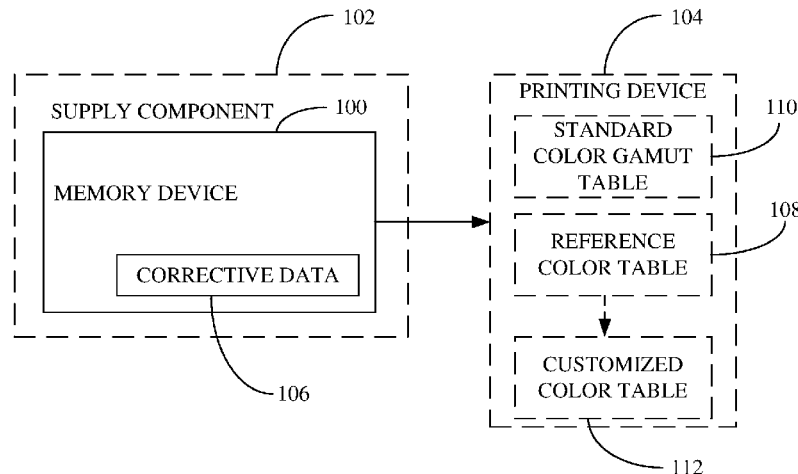 102
104
SUPPLY COMPONENT
100
PRINTING DEVICE
110
STANDARD
COLOR GAMUT
TABLE
MEMORY DEVICE
108
REFERENCE
COLOR TABLE
CORRECTIVE DATA
CUSTOMIZED
COLOR TABLE
106
112